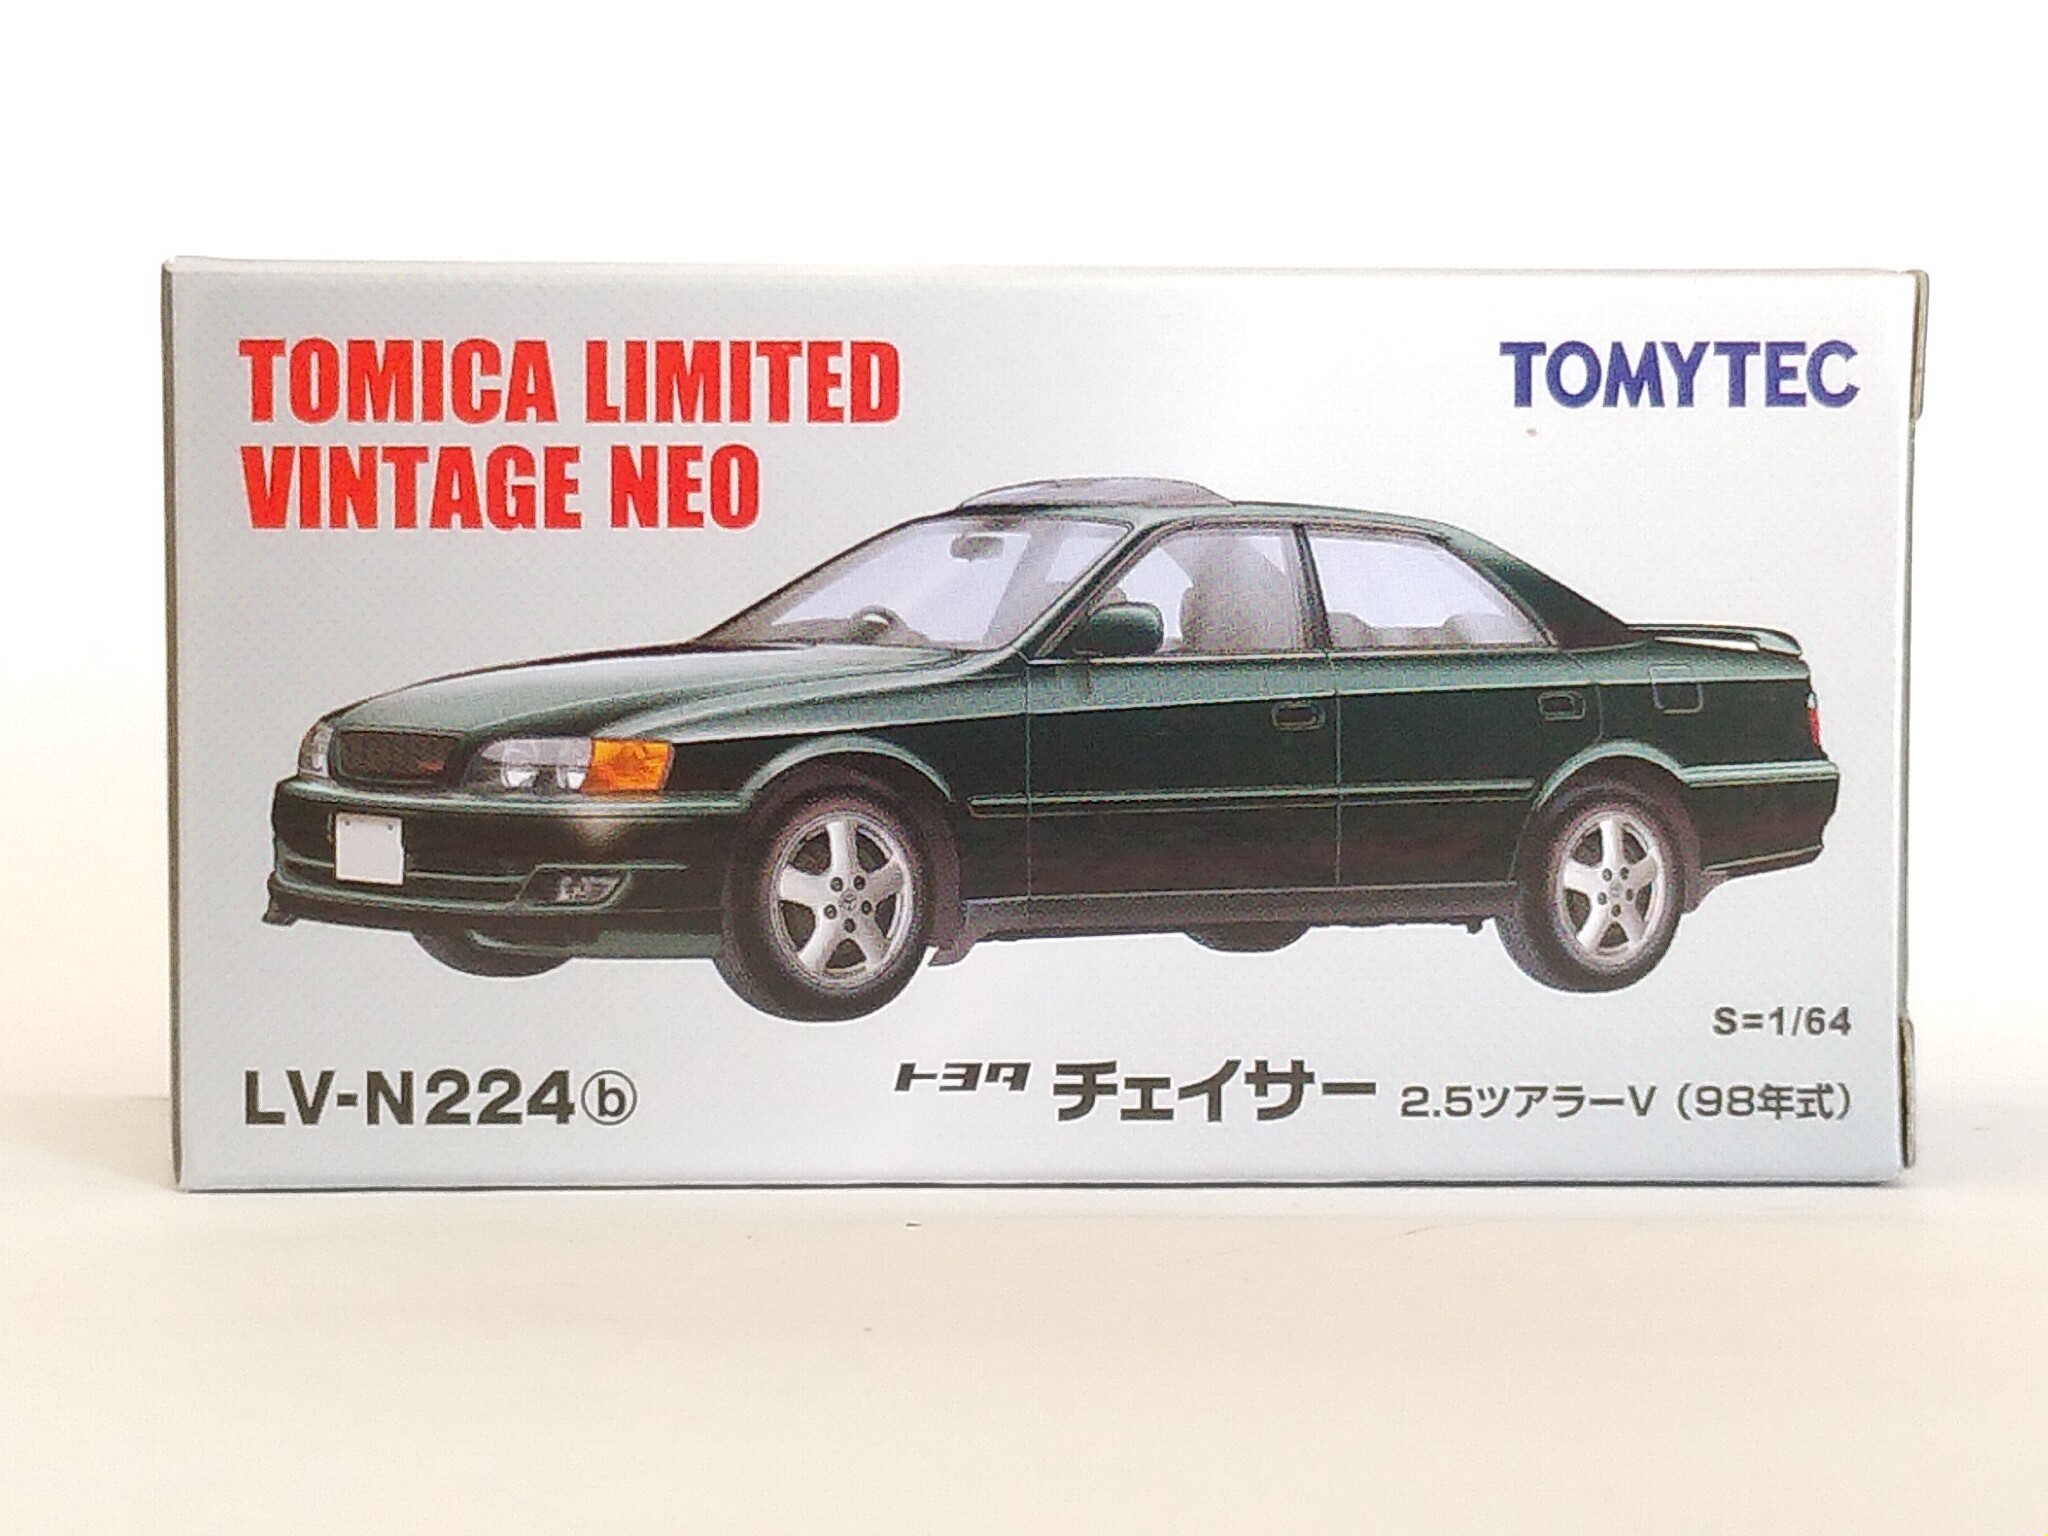 TOMICA LIMITED
VINTAGE NEO
TOMYTEC
S=1/64
LV-N224ⓑ
トヨタ チェイサー 2.5ツアラーV（98年式）